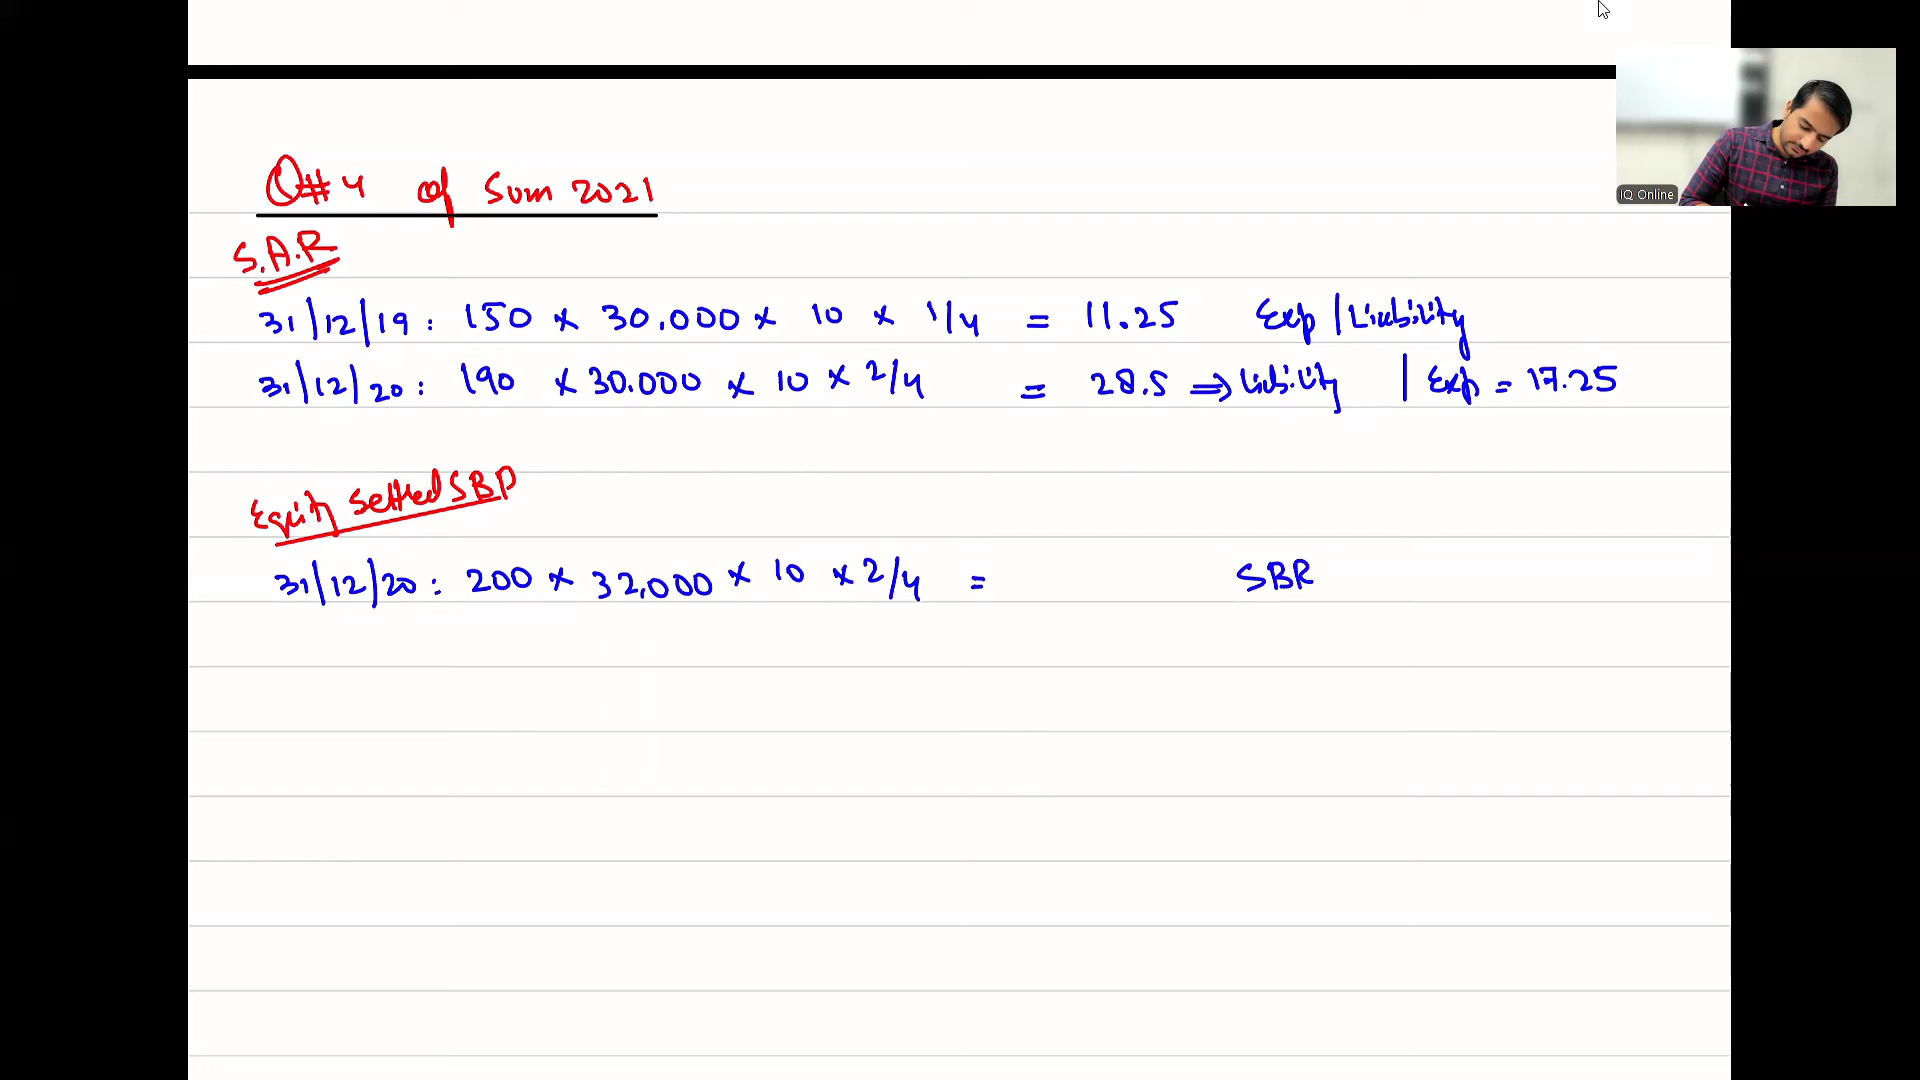 Q#4 of Sum 2021
IQ Online
S.A.R
31/12/19 : 150 × 30.000 × 10 × 1/4 = 11.25 Exp | Liability
31/12/20 : 190 × 30.000 × 10 × 2/4 = 28.5 ⇒ Liability | Exp = 17.25
Equity Settled SBP
31/12/20 : 200 × 32,000 × 10 × 2/4 = SBR